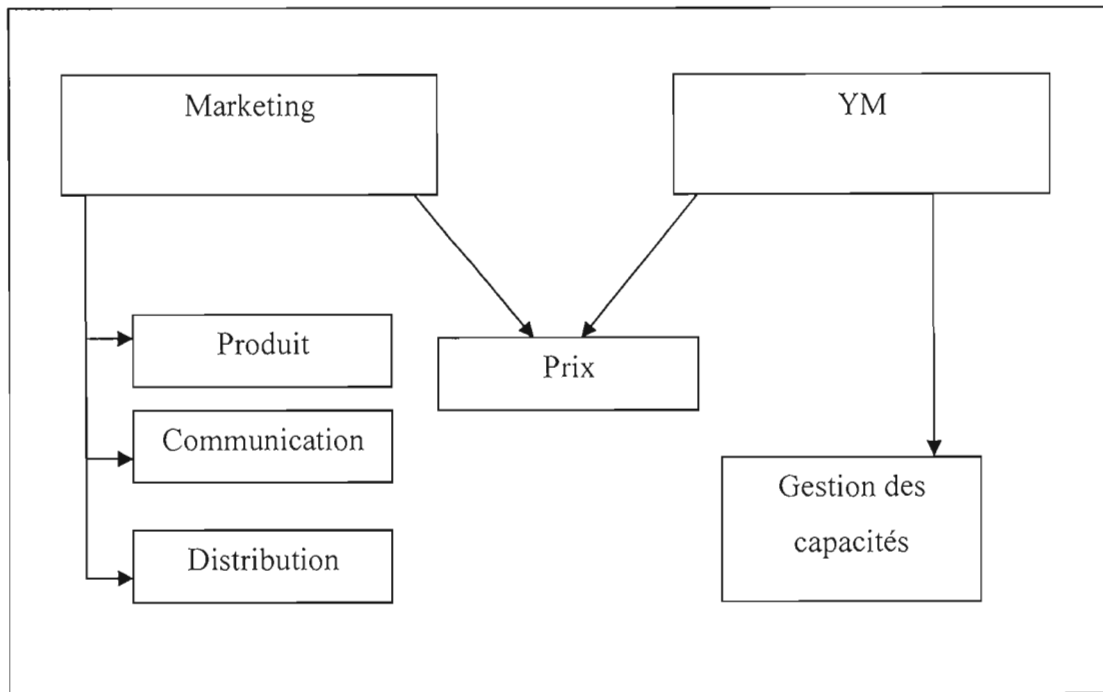 Marketing
YM
Produit
Prix
Communication
Gestion des
capacités
Distribution